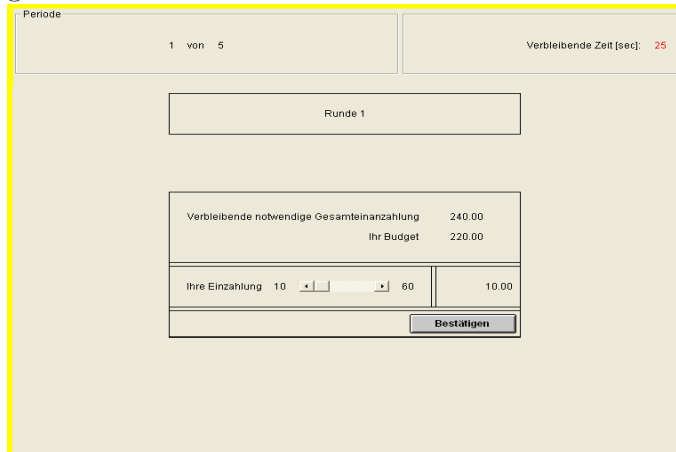 Periode
1 von 5
Verbleibende Zeit [sec]: 25
Runde 1
Verbleibende notwendige Gesamteinanzahlung 240.00
Ihr Budget 220.00
Ihre Einzahlung 10 60 10.00
Bestätigen